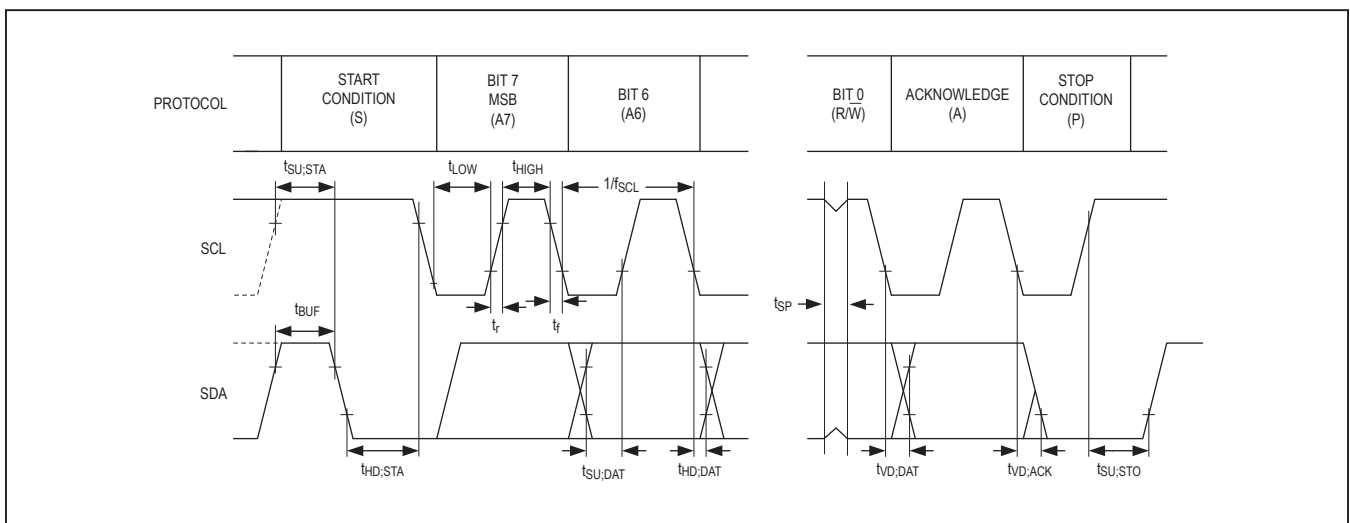 PROTOCOL
START
CONDITION
(S)
BIT 7
MSB
(A7)
BIT 6
(A6)
BIT 0
(R/W̅)
ACKNOWLEDGE
(A)
STOP
CONDITION
(P)
tSU;STA
tLOW
tHIGH
1/fSCL
SCL
tBUF
tr
tf
tSP
SDA
tHD;STA
tSU;DAT
tHD;DAT
tVD;DAT
tVD;ACK
tSU;STO